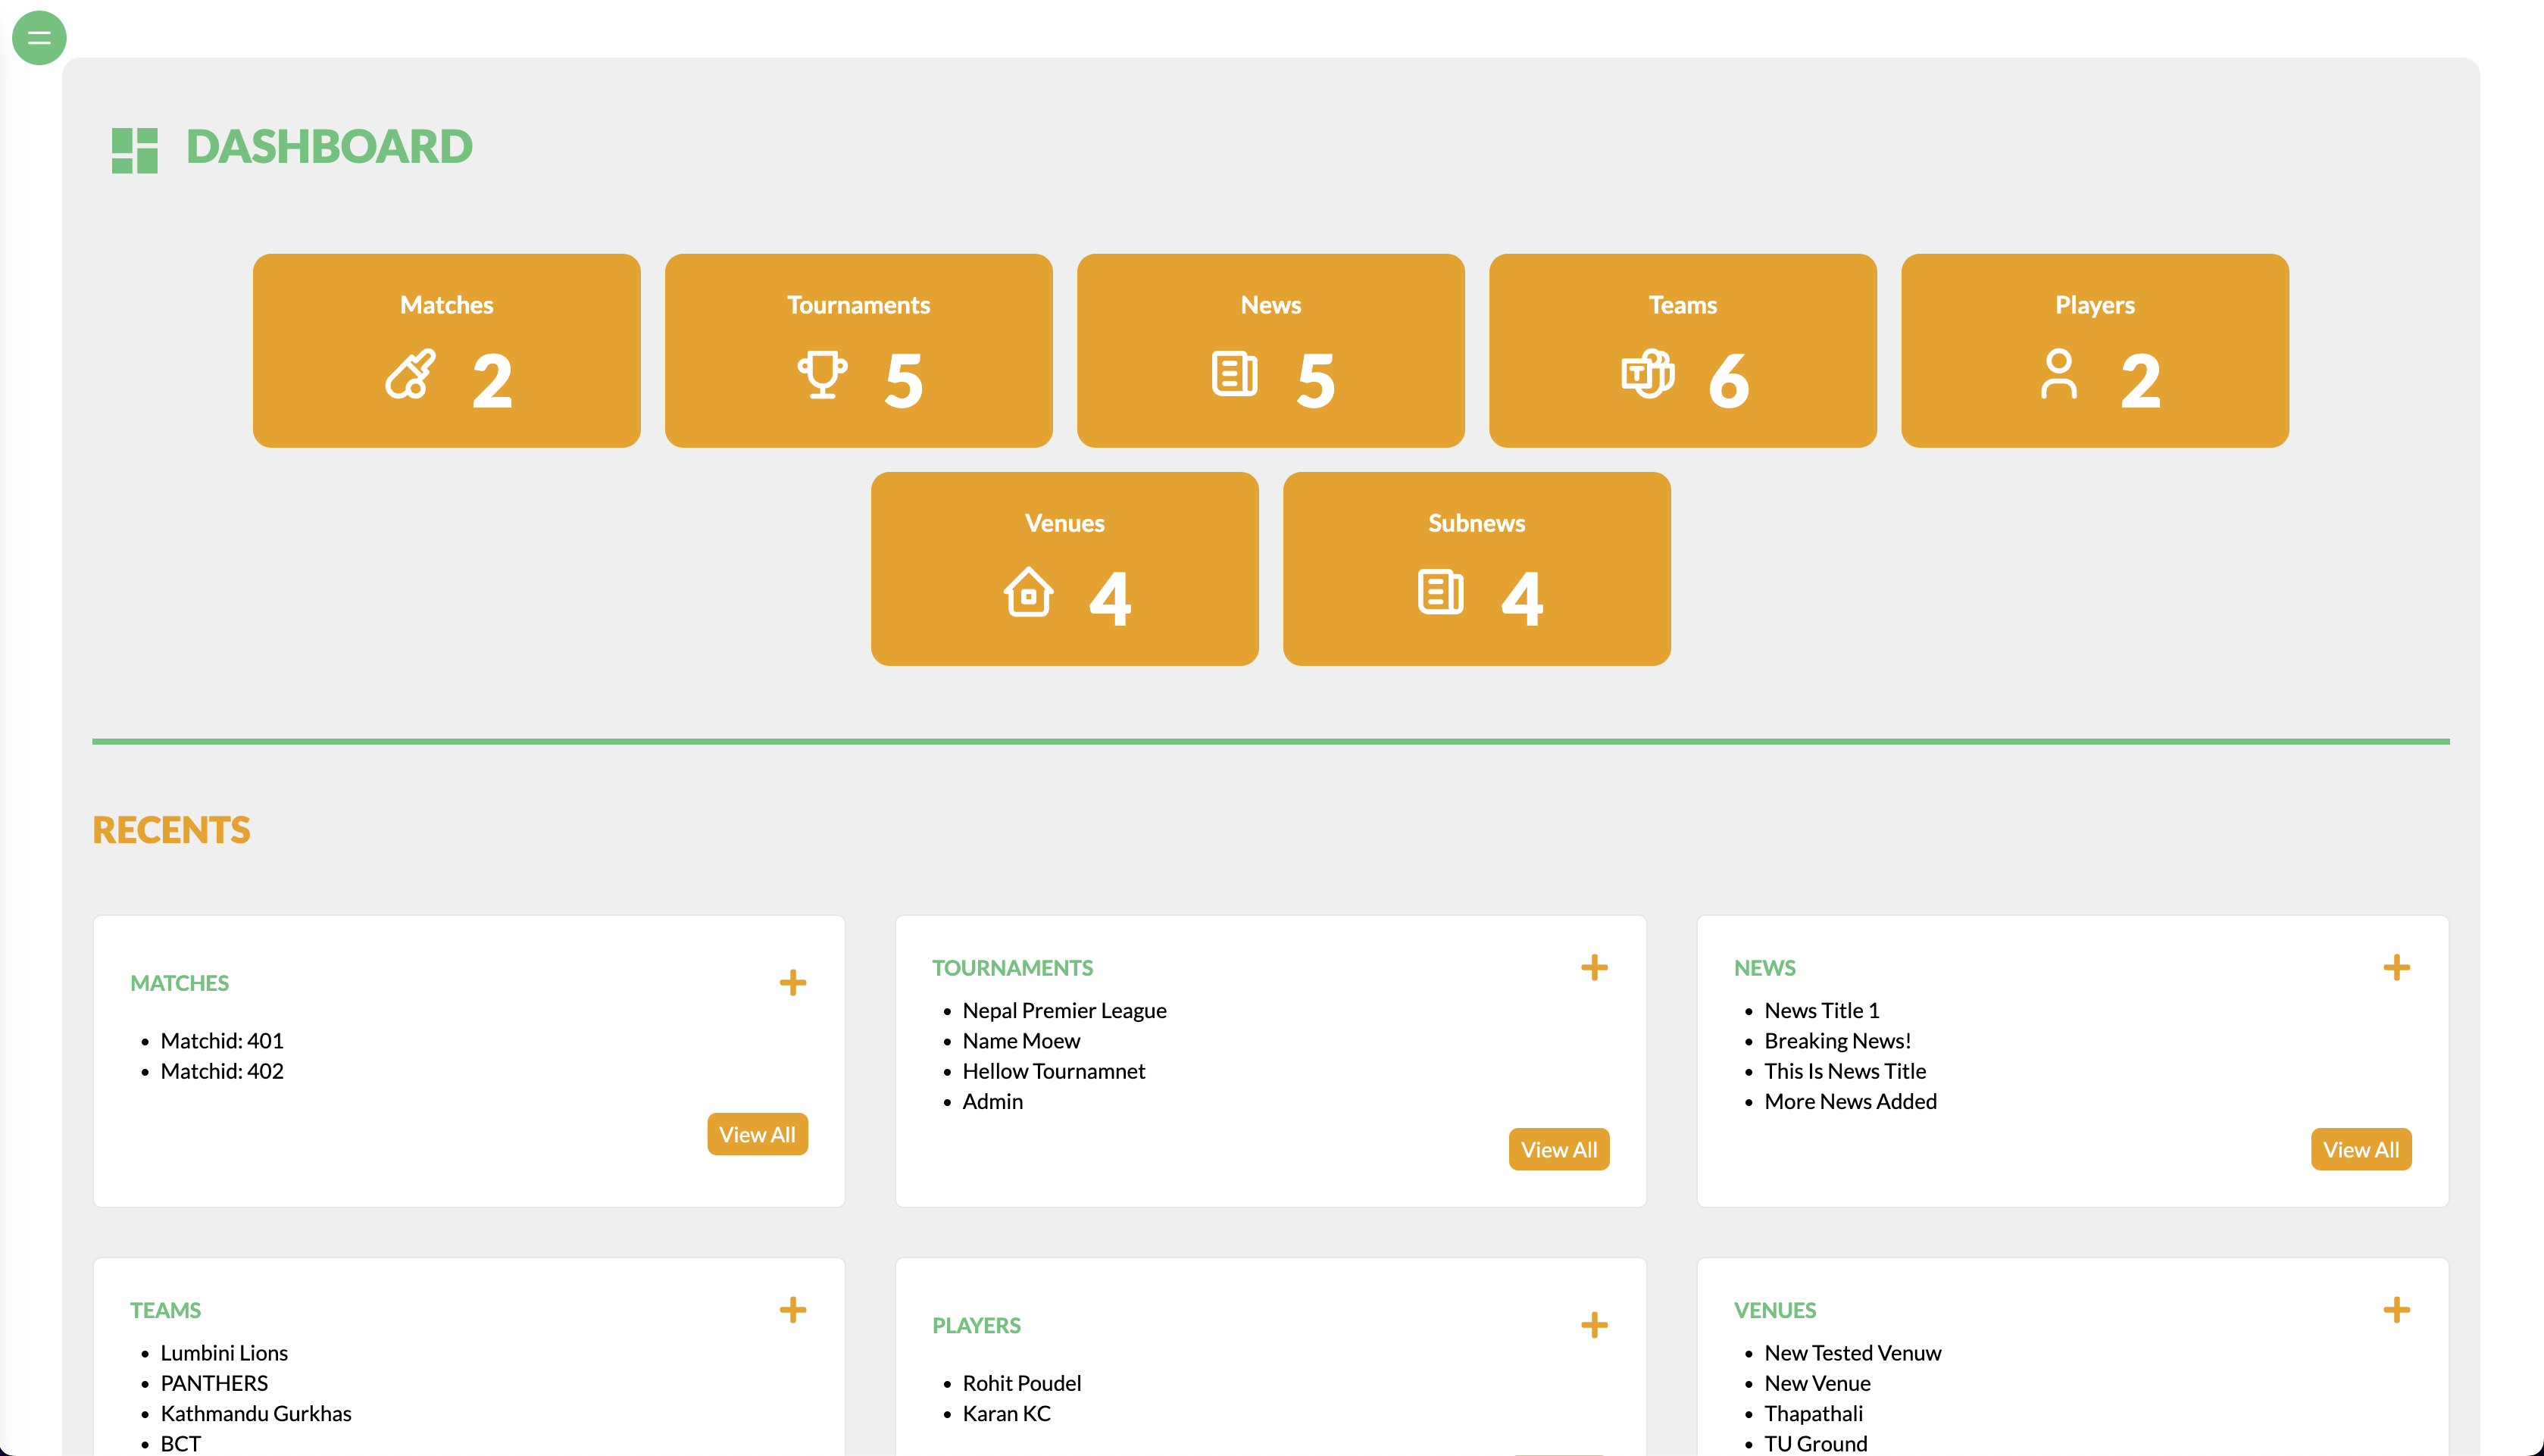 DASHBOARD
Matches
2
Tournaments
5
News
5
Teams
T
6
Players
2
Venues
4
Subnews
4
RECENTS
MATCHES
Matchid: 401
Matchid: 402
View All
TOURNAMENTS
Nepal Premier League
Name Moew
Hellow Tournamnet
Admin
View All
NEWS
News Title 1
Breaking News!
This Is News Title
More News Added
View All
TEAMS
Lumbini Lions
PANTHERS
Kathmandu Gurkhas
BCT
PLAYERS
Rohit Poudel
Karan KC
VENUES
New Tested Venuw
New Venue
Thapathali
TU Ground